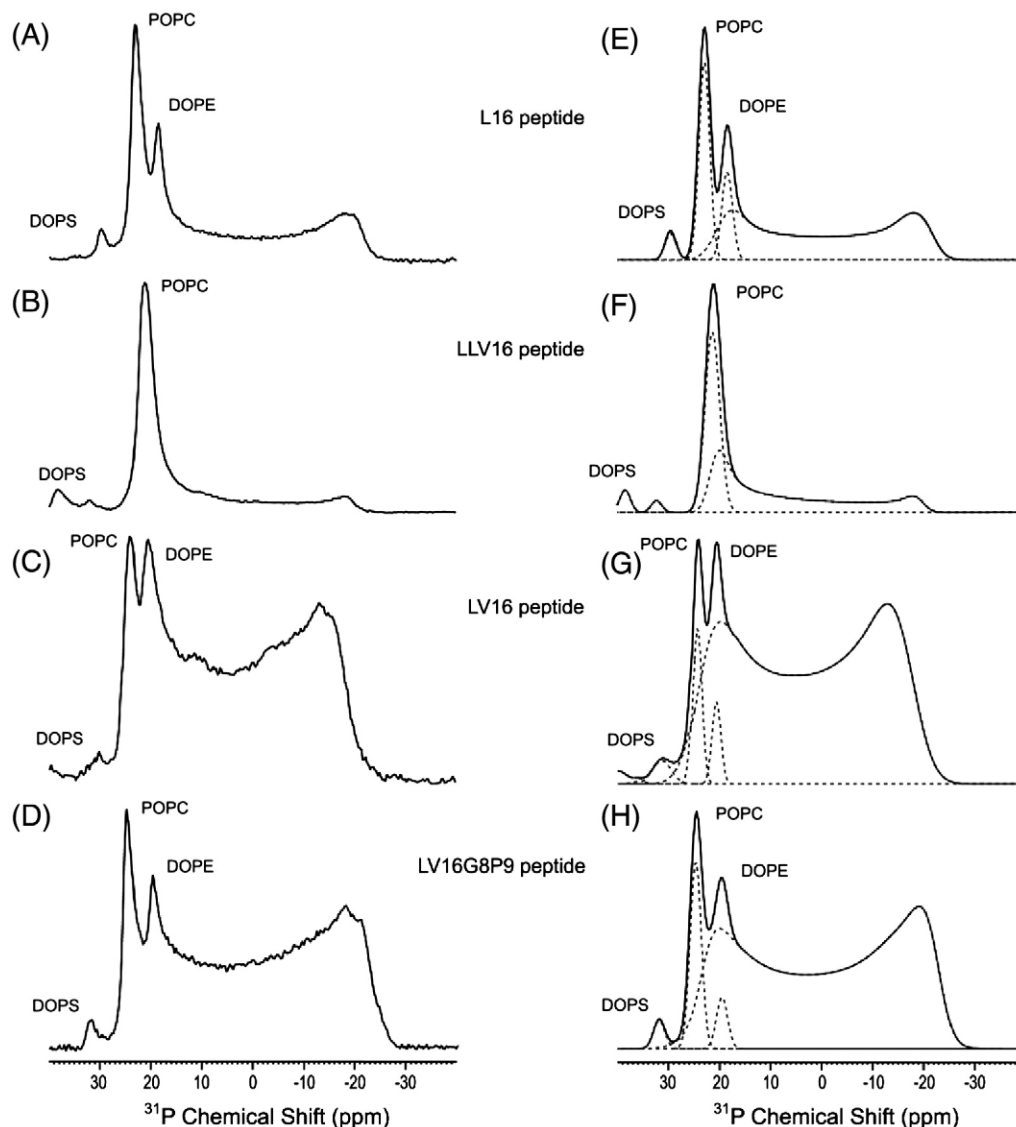 (A)
POPC
DOPE
DOPS
L16 peptide
(E)
POPC
DOPE
DOPS
(B)
POPC
DOPS
LLV16 peptide
(F)
POPC
DOPS
(C)
POPC
DOPE
DOPS
LV16 peptide
(G)
POPC
DOPE
DOPS
(D)
POPC
DOPE
DOPS
LV16G8P9 peptide
(H)
POPC
DOPE
DOPS
30 20 10 0 -10 -20 -30
31P Chemical Shift (ppm)
30 20 10 0 -10 -20 -30
31P Chemical Shift (ppm)